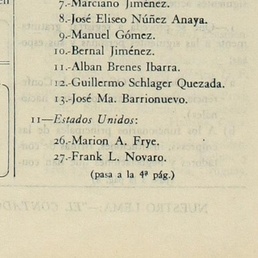 7.-Marciano Jiménez.
8.-José Eliseo Núñez Anaya.
9.-Manuel Gómez.
10.-Bernal Jiménez.
11.-Alban Brenes Ibarra.
12.-Guillermo Schlager Quezada.
13.-José Ma. Barrionuevo.
11—Estados Unidos:
26.-Marion A. Frye.
27.-Frank L. Novaro.
(pasa a la 4ª pág.)